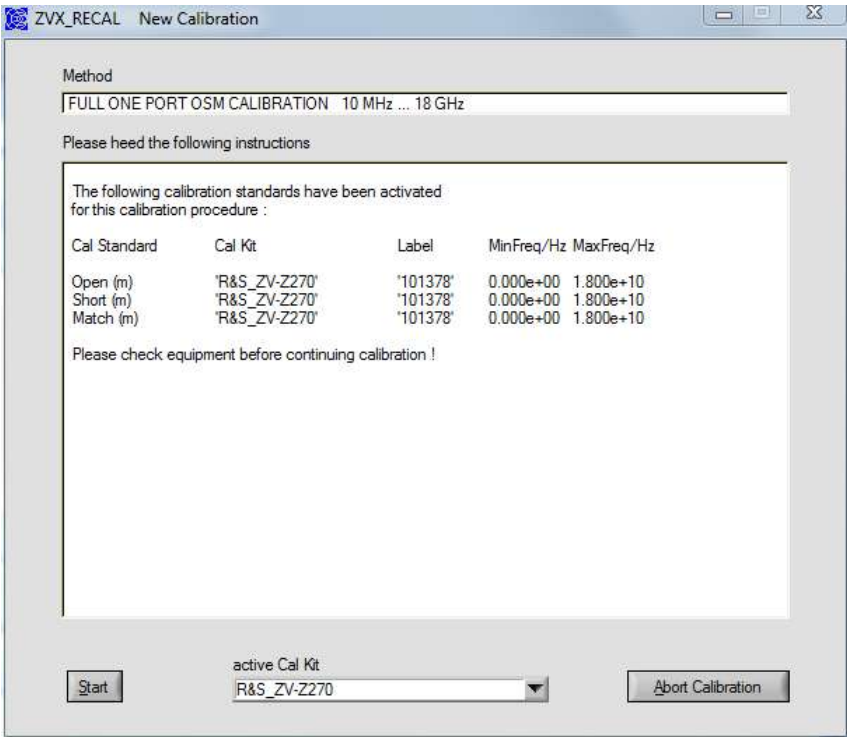 ZVX_RECAL New Calibration
Method
FULL ONE PORT OSM CALIBRATION 10 MHz ... 18 GHz
Please heed the following instructions
The following calibration standards have been activated
for this calibration procedure :
Cal Standard Cal Kit Label MinFreq/Hz MaxFreq/Hz
Open (m) 'R&S_ZV-Z270' '101378' 0.000e+00 1.800e+10
Short (m) 'R&S_ZV-Z270' '101378' 0.000e+00 1.800e+10
Match (m) 'R&S_ZV-Z270' '101378' 0.000e+00 1.800e+10
Please check equipment before continuing calibration !
active Cal Kit
Start R&S_ZV-Z270 Abort Calibration